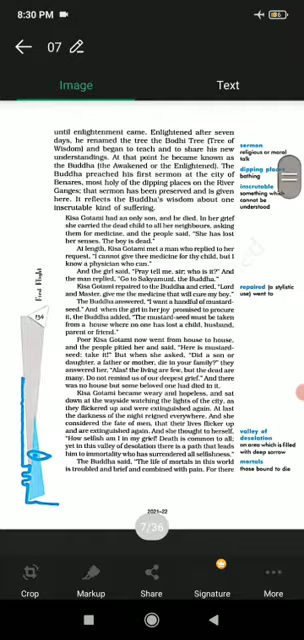 8:30 PM
07
Image
Text
until enlightenment came. Enlightened after seven
days, he renamed the tree the Bodhi Tree (Tree of
Wisdom) and began to teach and to share his new
understandings. At that point he became known as
the Buddha (the Awakened or the Enlightened). The
Buddha preached his first sermon at the city of
Benares, most holy of the dipping places on the River
Ganges; that sermon has been preserved and is given
here. It reflects the Buddha's wisdom about one
inscrutable kind of suffering.
sermon
religious or moral
talk
dipping places
bathing
inscrutable
something which
cannot be
understood
Kisa Gotami had an only son, and he died. In her grief
she carried the dead child to all her neighbours, asking
them for medicine, and the people said, "She has lost
her senses. The boy is dead."
At length, Kisa Gotami met a man who replied to her
request, "I cannot give thee medicine for thy child, but I
know a physician who can."
And the girl said, "Pray tell me, sir; who is it?" And
the man replied, "Go to Sakyamuni, the Buddha."
Kisa Gotami repaired to the Buddha and cried, "Lord
and Master, give me the medicine that will cure my boy."
repaired (a stylistic
use) went to
The Buddha answered, "I want a handful of mustard-
seed." And when the girl in her joy promised to procure it,
the Buddha added, "The mustard-seed must be taken
from a house where no one has lost a child, husband,
parent or friend."
Poor Kisa Gotami now went from house to house,
and the people pitied her and said, "Here is mustard-
seed; take it!" But when she asked, "Did a son or
daughter, a father or mother, die in your family?" they
answered her, "Alas! the living are few, but the dead are
many. Do not remind us of our deepest grief." And there
was no house but some beloved one had died in it.
Kisa Gotami became weary and hopeless, and sat
down at the wayside watching the lights of the city, as
they flickered up and were extinguished again. At last
the darkness of the night reigned everywhere. And she
considered the fate of men, that their lives flicker up
and are extinguished again. And she thought to herself,
"How selfish am I in my grief! Death is common to all;
yet in this valley of desolation there is a path that leads
him to immortality who has surrendered all selfishness."
The Buddha said, "The life of mortals in this world
is troubled and brief and combined with pain. For there
valley of
desolation
an area which is filled
with deep sorrow
mortals
those bound to die
First Flight
134
2021–22
7/36
Crop
Markup
Share
Signature
More